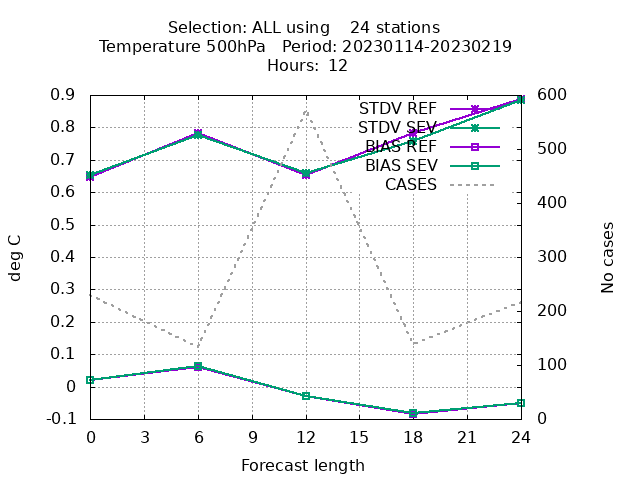 Selection: ALL using    24 stations
Temperature 500hPa   Period: 20230114-20230219
Hours: 12
0.9
0.8
0.7
0.6
0.5
0.4
0.3
0.2
0.1
0
-0.1
deg C
STDV REF
STDV SEV
BIAS REF
BIAS SEV
CASES
600
500
400
300
200
100
0
No cases
0 3 6 9 12 15 18 21 24
Forecast length